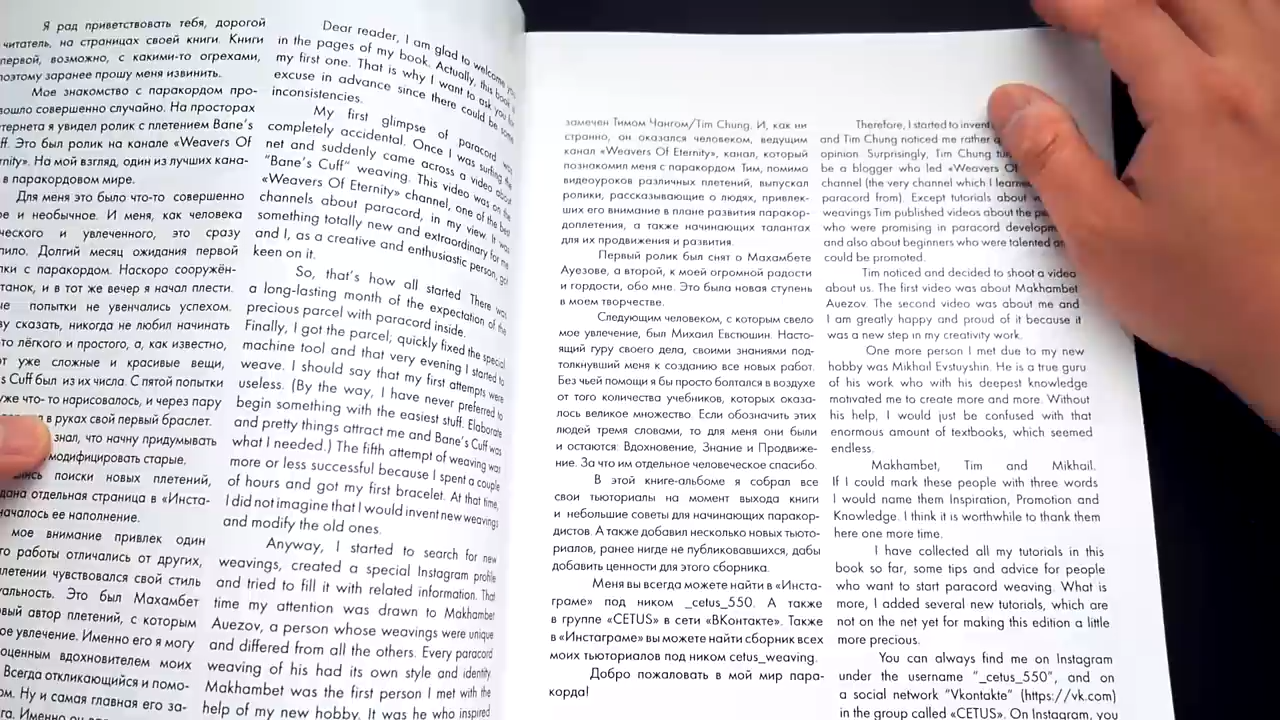 Я рад приветствовать тебя, дорогой
читатель, на страницах своей книги. Книги
первой, возможно, с какими-то огрехами,
поэтому заранее прошу меня извинить.
Мое знакомство с паракордом про-
изошло совершенно случайно. На просторах
тернета я увидел ролик с плетением Bane's
ff. Это был ролик на канале «Weavers Of
rnity». На мой взгляд, один из лучших кана-
в паракордовом мире.
Для меня это было что-то совершенно
ое и необычное. И меня, как человека
ческого и увлеченного, это сразу
пило. Долгий месяц ожидания первой
лки с паракордом. Наскоро сооружён-
танок, и в тот же вечер я начал плести.
ые попытки не увенчались успехом.
ву сказать, никогда не любил начинать
то лёгкого и простого, а, как известно,
ют уже сложные и красивые вещи,
s Cuff был из их числа. С пятой попытки
уже что-то нарисовалось, и через пару
в руках свой первый браслет.
знал, что начну придумывать
модифицировать старые.
поиски новых плетений,
дана отдельная страница в «Инста-
началось ее наполнение.
мое внимание привлек один
го работы отличались от других,
летении чувствовался свой стиль
уальность. Это был Махамбет
вый автор плетений, с которым
ое увлечение. Именно его я могу
оценным вдохновителем моих
Всегда откликающийся и помо-
ом. Ну и самая главная его за-
Dear reader, I am glad to welcome you
in the pages of my book. Actually, this book is
my first one. That is why I want to ask you for
excuse in advance since there could be some
inconsistencies.
My first glimpse of paracord was
completely accidental. Once I was surfing the
net and suddenly came across a video about
"Bane's Cuff" weaving. This video was on the
«Weavers Of Eternity» channel, one of the best
channels about paracord, in my view. It was
something totally new and extraordinary for me
and I, as a creative and enthusiastic person, got
keen on it.
So, that's how all started. There was
a long-lasting month of the expectation of the
precious parcel with paracord inside.
Finally, I got the parcel; quickly fixed the special
machine tool and that very evening I started to
weave. I should say that my first attempts were
useless. (By the way, I have never preferred to
begin something with the easiest stuff. Elaborate
and pretty things attract me and Bane's Cuff was
what I needed.) The fifth attempt of weaving was
more or less successful because I spent a couple
of hours and got my first bracelet. At that time,
I did not imagine that I would invent new weavings
and modify the old ones.
Anyway, I started to search for new
weavings, created a special Instagram profile
and tried to fill it with related information. That
time my attention was drawn to Makhambet
Auezov, a person whose weavings were unique
and differed from all the others. Every paracord
weaving of his had its own style and identity.
Makhambet was the first person I met with the
help of my new hobby. It was he who inspired
замечен Тимом Чангом/Tim Chung. И, как ни
странно, он оказался человеком, ведущим
канал «Weavers Of Eternity», канал, который
познакомил меня с паракордом Тим, помимо
видеоуроков различных плетений, выпускал
ролики, рассказывающие о людях, привлек-
ших его внимание в плане развития паракор-
доплетения, а также начинающих талантах
для их продвижения и развития.
Первый ролик был снят о Махамбете
Ауезове, а второй, к моей огромной радости
и гордости, обо мне. Это была новая ступень
в моем творчестве.
Следующим человеком, с которым свело
мое увлечение, был Михаил Евстюшин. Насто-
ящий гуру своего дела, своими знаниями под-
толкнувший меня к созданию все новых работ.
Без чьей помощи я бы просто болтался в воздухе
от того количества учебников, которых оказа-
лось великое множество. Если обозначить этих
людей тремя словами, то для меня они были
и остаются: Вдохновение, Знание и Продвиже-
ние. За что им отдельное человеческое спасибо.
В этой книге-альбоме я собрал все
свои тьюториалы на момент выхода книги
и небольшие советы для начинающих паракор-
дистов. А также добавил несколько новых тьюто-
риалов, ранее нигде не публиковавшихся, дабы
добавить ценности для этого сборника.
Меня вы всегда можете найти в «Инста-
граме» под ником _cetus_550. А также
в группе «CETUS» в сети «ВКонтакте». Также
в «Инстаграме» вы можете найти сборник всех
моих тьюториалов под ником cetus_weaving.
Добро пожаловать в мой мир пара-
корда!
Therefore, I started to invent
and Tim Chung noticed me rather
opinion. Surprisingly, Tim Chung
be a blogger who led «Weavers Of
channel (the very channel which I learned
paracord from). Except tutorials about
weavings Tim published videos about the
who were promising in paracord
and also about beginners who were talented
could be promoted.
Tim noticed and decided to shoot a video
about us. The first video was about Makhambet
Auezov. The second video was about me and
I am greatly happy and proud of it because it
was a new step in my creativity work.
One more person I met due to my new
hobby was Mikhail Evstuyshin. He is a true guru
of his work who with his deepest knowledge
motivated me to create more and more. Without
his help, I would just be confused with that
enormous amount of textbooks, which seemed
endless.
Makhambet, Tim and Mikhail.
If I could mark these people with three words
I would name them Inspiration, Promotion and
Knowledge. I think it is worthwhile to thank them
here one more time.
I have collected all my tutorials in this
book so far, some tips and advice for people
who want to start paracord weaving. What is
more, I added several new tutorials, which are
not on the net yet for making this edition a little
more precious.
You can always find me on Instagram
under the username "_cetus_550", and on
a social network "Vkontakte" (https://vk.com)
in the group called «CETUS». On Instagram, you